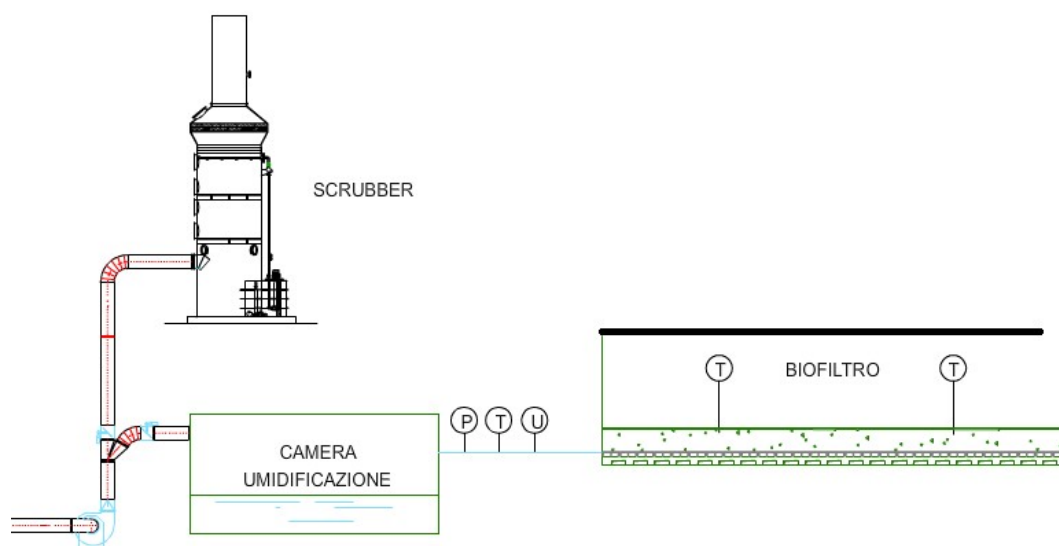 SCRUBBER
T
BIOFILTRO
T
P
T
U
CAMERA
UMIDIFICAZIONE